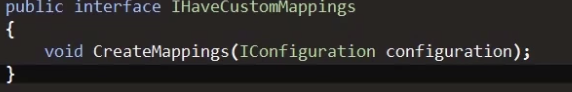 public interface IHaveCustomMappings
{
    void CreateMappings(IConfiguration configuration);
}